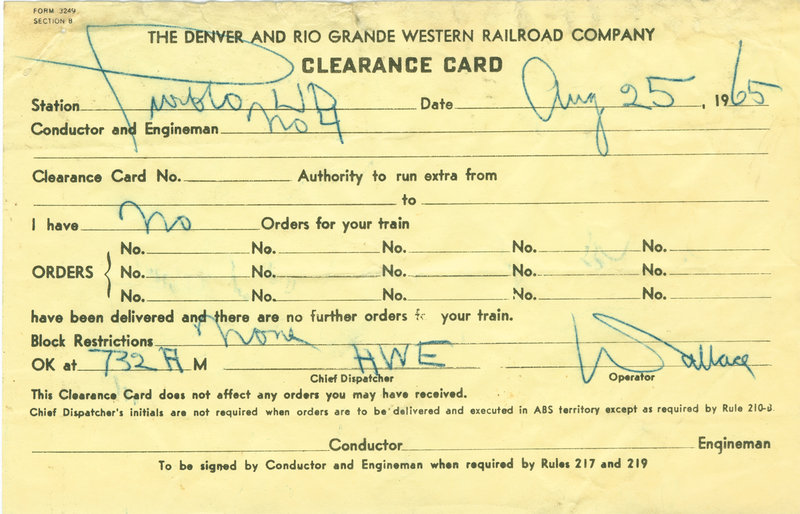 FORM 3249
SECTION 8
THE DENVER AND RIO GRANDE WESTERN RAILROAD COMPANY
CLEARANCE CARD
Station Pueblo, UD Date Aug 25, 1965
Conductor and Engineman No 4
Clearance Card No. Authority to run extra from
to
I have No Orders for your train
No. No. No. No. No.
ORDERS { No. No. No. No. No.
No. No. No. No. No.
have been delivered and there are no further orders for your train.
Block Restrictions None
OK at 732 A M HWE Wallace
Chief Dispatcher Operator
This Clearance Card does not affect any orders you may have received.
Chief Dispatcher's initials are not required when orders are to be delivered and executed in ABS territory except as required by Rule 210-B
Conductor Engineman
To be signed by Conductor and Engineman when required by Rules 217 and 219